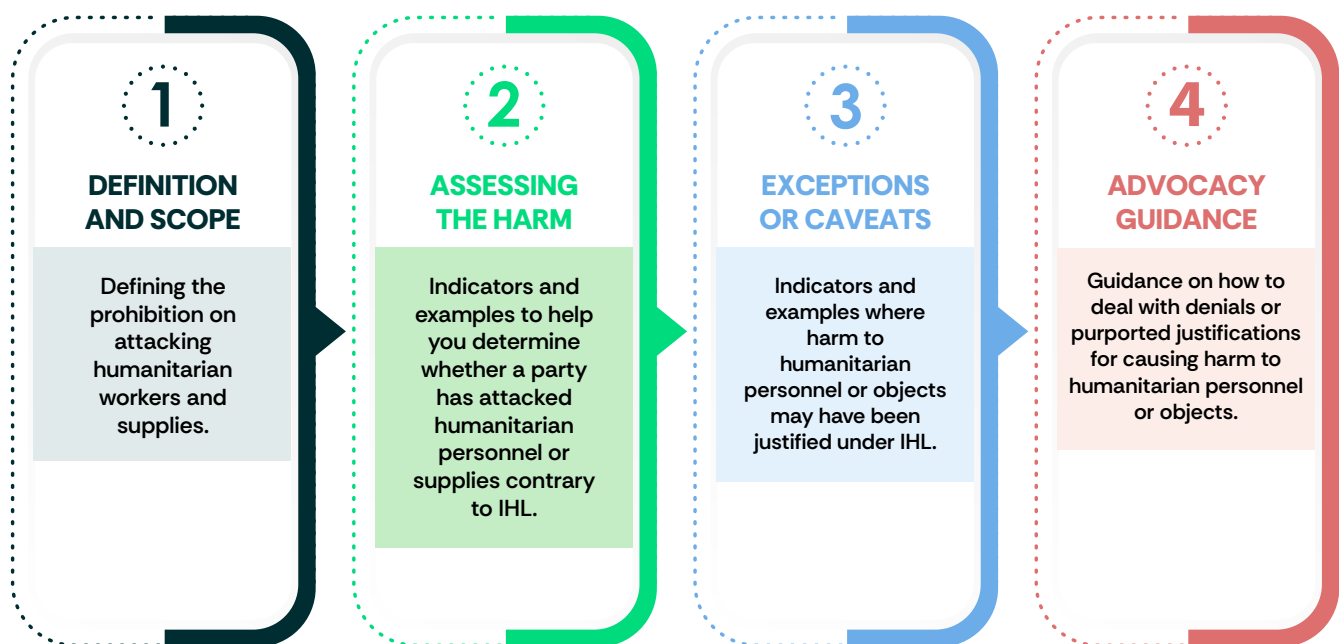 1
DEFINITION
AND SCOPE
Defining the
prohibition on
attacking
humanitarian
workers and
supplies.
2
ASSESSING
THE HARM
Indicators and
examples to help
you determine
whether a party
has attacked
humanitarian
personnel or
supplies contrary
to IHL.
3
EXCEPTIONS
OR CAVEATS
Indicators and
examples where
harm to
humanitarian
personnel or objects
may have been
justified under IHL.
4
ADVOCACY
GUIDANCE
Guidance on how to
deal with denials or
purported justifications
for causing harm to
humanitarian personnel
or objects.